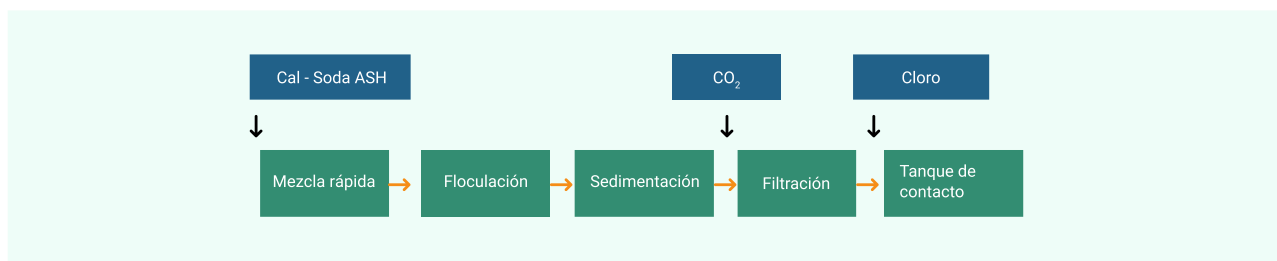 Cal - Soda ASH
CO₂
Cloro
Mezcla rápida
Floculación
Sedimentación
Filtración
Tanque de
contacto